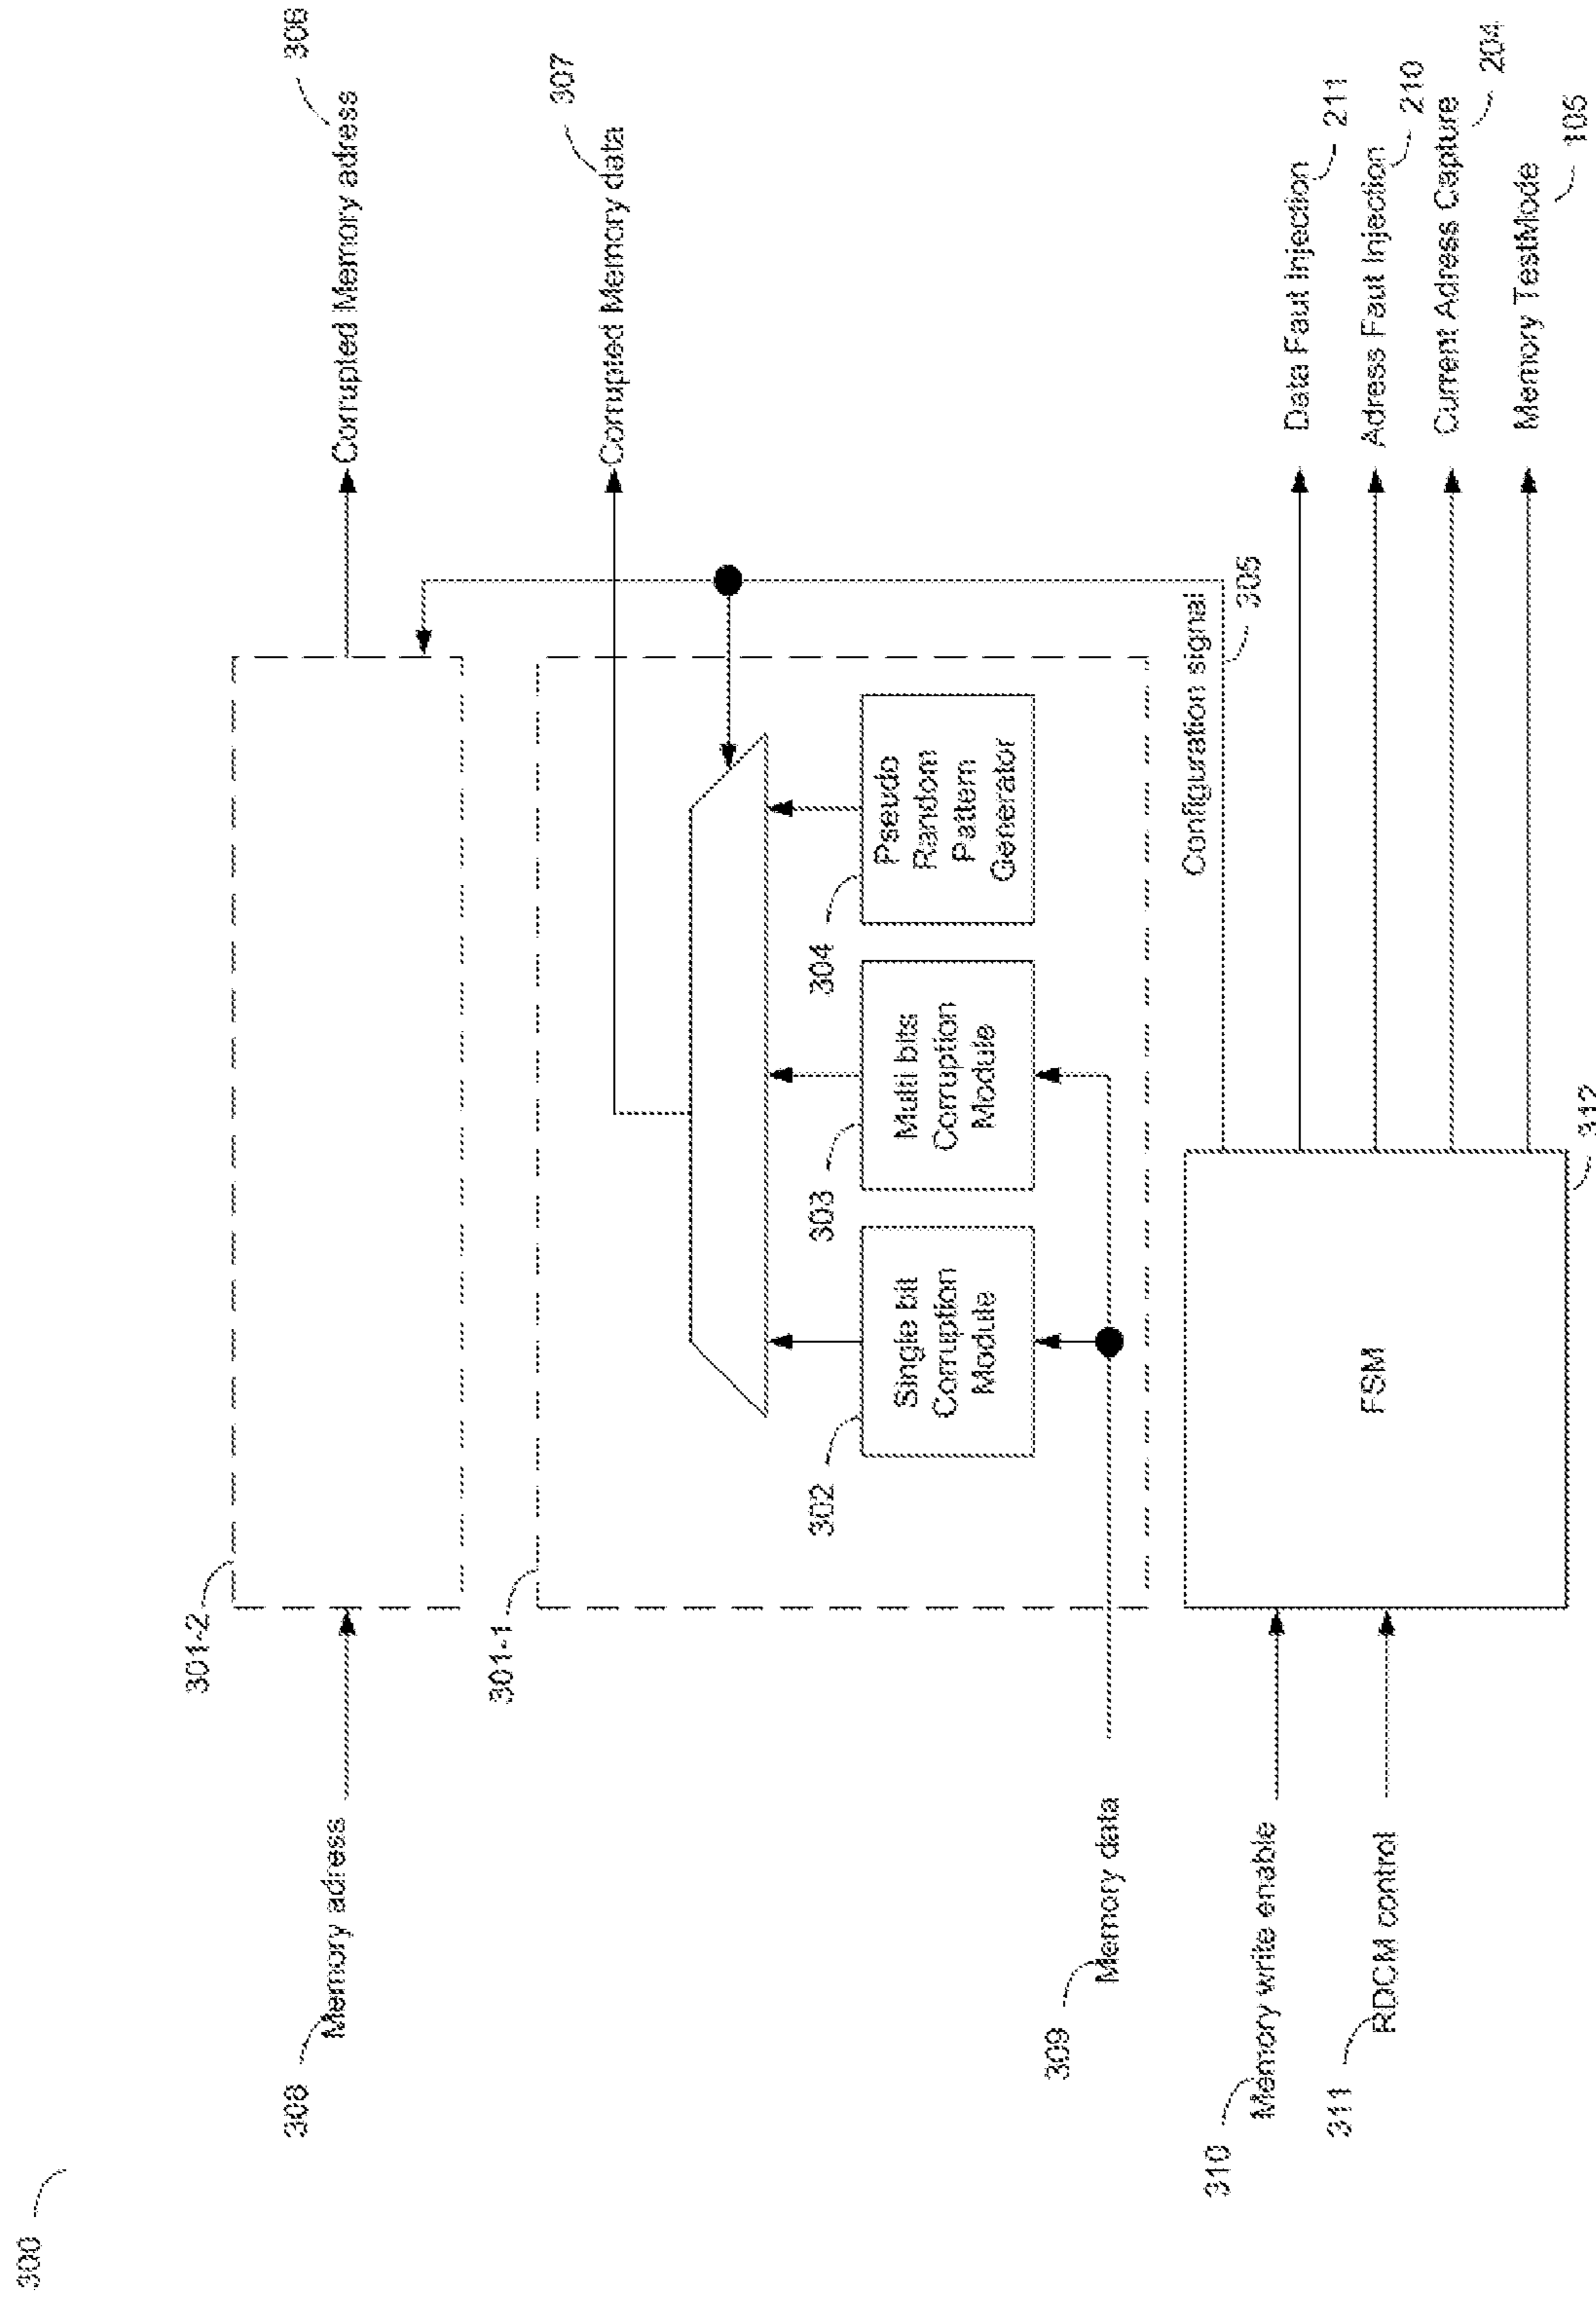 300
308
Memory adress
301-2
Corrupted Memory adress
306
301-1
Corrupted Memory data
307
302
Single bit
Corruption
Module
303
Multi bits
Corruption
Module
304
Pseudo
Random
Pattern
Generator
309
Memory data
Configuration signal
305
310
Memory write enable
311
RDCM control
FSM
312
Data Faut Injection
211
Adress Faut Injection
210
Current Adress Capture
204
Memory TestMode
105